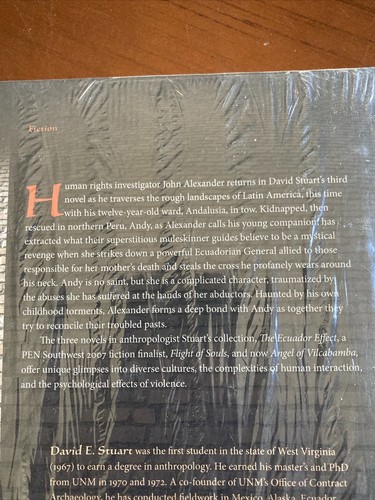 Fiction
Human rights investigator John Alexander returns in David Stuart's third
novel as he traverses the rough landscapes of Latin America, this time
with his twelve-year-old ward, Andalusia, in tow. Kidnapped, then
rescued in northern Peru, Andy, as Alexander calls his young companion, has
extracted what their superstitious muleskinner guides believe to be a mystical
revenge when she strikes down a powerful Ecuadorian General allied to those
responsible for her mother's death and steals the cross he profanely wears around
his neck. Andy is no saint, but she is a complicated character, traumatized by
the abuses she has suffered at the hands of her abductors. Haunted by his own
childhood torments, Alexander forms a deep bond with Andy as together they
try to reconcile their troubled pasts.
The three novels in anthropologist Stuart's collection, The Ecuador Effect, a
PEN Southwest 2007 fiction finalist, Flight of Souls, and now Angel of Vilcabamba,
offer unique glimpses into diverse cultures, the complexities of human interaction,
and the psychological effects of violence.
David E. Stuart was the first student in the state of West Virginia
(1967) to earn a degree in anthropology. He earned his master's and PhD
from UNM in 1970 and 1972. A co-founder of UNM's Office of Contract
Archaeology, he has conducted fieldwork in Mexico, Alaska, Ecuador